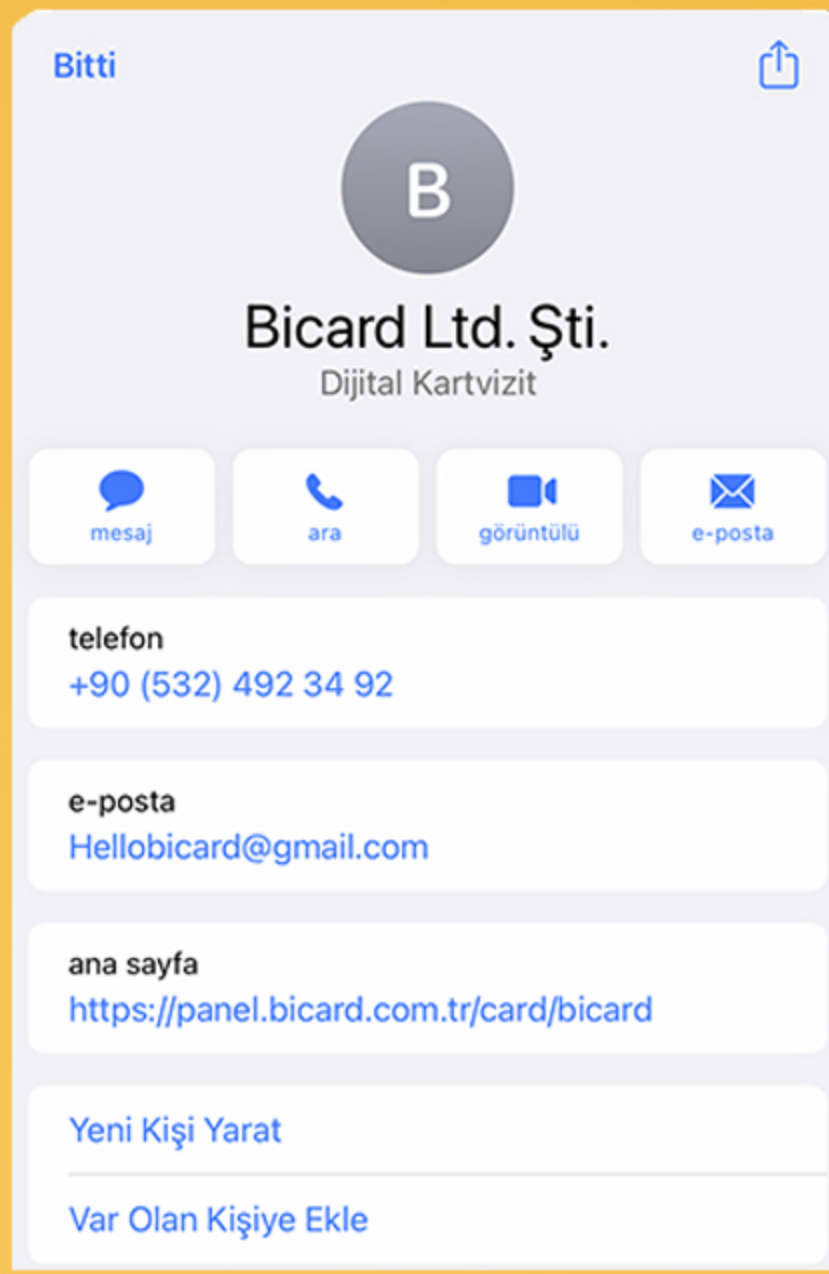 Bitti
B
Bicard Ltd. Şti.
Dijital Kartvizit
mesaj
ara
görüntülü
e-posta
telefon
+90 (532) 492 34 92
e-posta
Hellobicard@gmail.com
ana sayfa
https://panel.bicard.com.tr/card/bicard
Yeni Kişi Yarat
Var Olan Kişiye Ekle